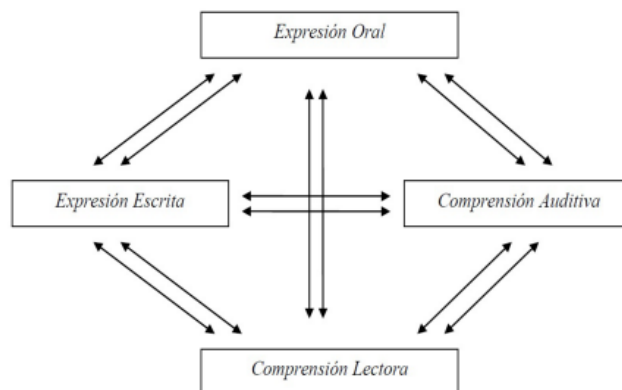 Expresión Oral
Expresión Escrita
Comprensión Auditiva
Comprensión Lectora